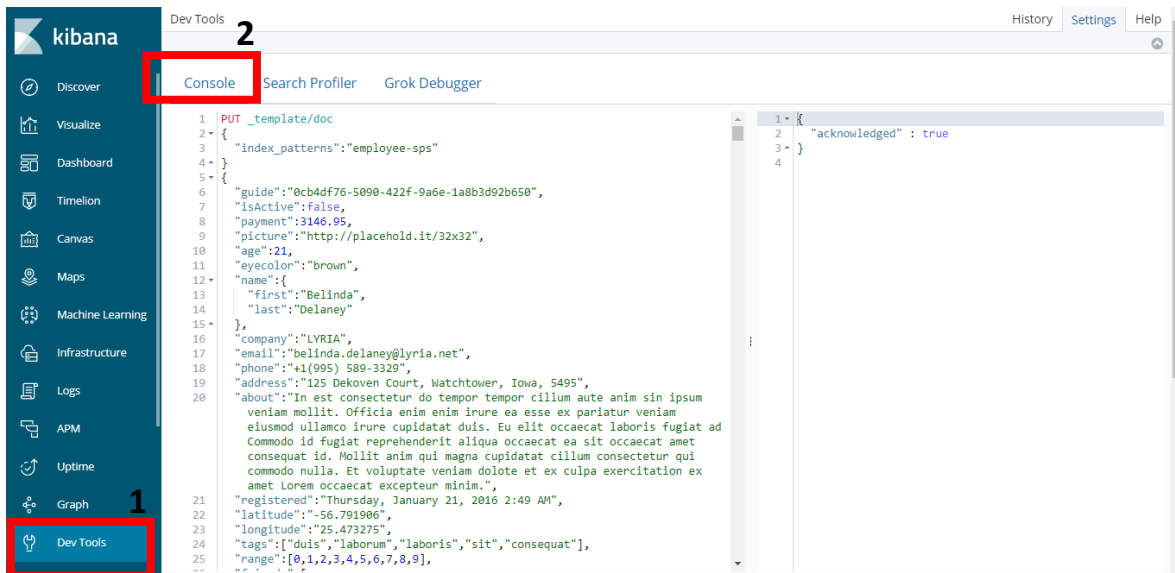 kibana
Discover
Visualize
Dashboard
Timelion
Canvas
Maps
Machine Learning
Infrastructure
Logs
APM
Uptime
Graph
1
Dev Tools
Dev Tools
2
History Settings Help
Console Search Profiler Grok Debugger
1 PUT _template/doc
2 {
3 "index_patterns":"employee-sps"
4 }
5 {
6 "guide":"0cb4df76-5090-422f-9a6e-1a8b3d92b650",
7 "isActive":false,
8 "payment":3146.95,
9 "picture":"http://placehold.it/32x32",
10 "age":21,
11 "eyecolor":"brown",
12 "name":{
13 "first":"Belinda",
14 "last":"Delaney"
15 },
16 "company":"LYRIA",
17 "email":"belinda.delaney@lyria.net",
18 "phone":"+1(995) 589-3329",
19 "address":"125 Dekoven Court, Watchtower, Iowa, 5495",
20 "about":"In est consectetur do tempor tempor cillum aute anim sin ipsum
veniam mollit. Officia enim enim irure ea esse ex pariatur veniam
eiusmod ullamco irure cupidatat duis. Eu elit occaecat laboris fugiat ad
Commodo id fugiat reprehenderit aliqua occaecat ea sit occaecat amet
consequat id. Mollit anim qui magna cupidatat cillum consectetur qui
commodo nulla. Et voluptate veniam dolote et ex culpa exercitation ex
amet Lorem occaecat excepteur minim.",
21 "registered":"Thursday, January 21, 2016 2:49 AM",
22 "latitude":"-56.791906",
23 "longitude":"25.473275",
24 "tags":["duis","laborum","laboris","sit","consequat"],
25 "range":[0,1,2,3,4,5,6,7,8,9],
1 {
2 "acknowledged" : true
3 }
4